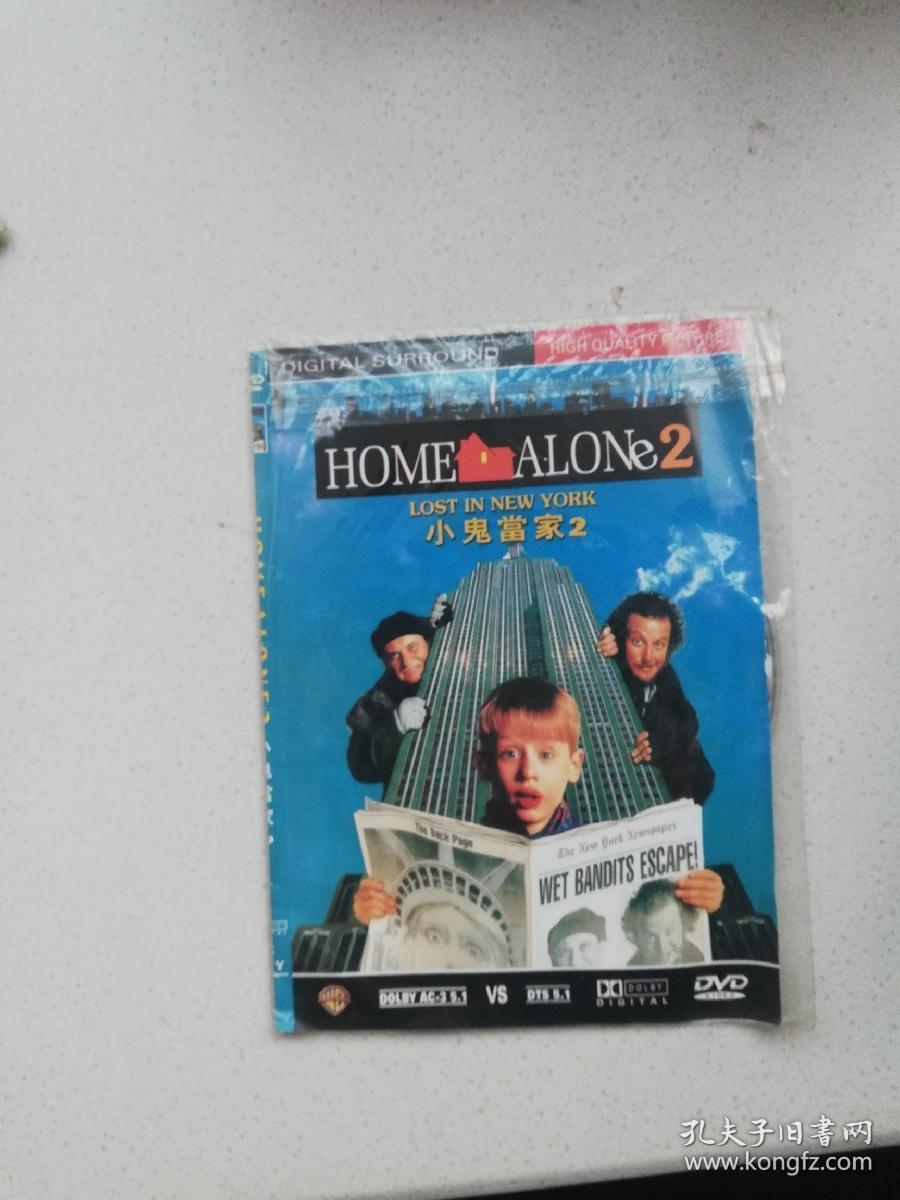 DIGITAL SURROUND
HIGH QUALITY PICTURE
HOME ALONe 2
LOST IN NEW YORK
小鬼當家2
The Back Page
The New York Newspaper
WET BANDITS ESCAPE!
DOLBY AC-3 5.1 VS DTS 5.1
DOLBY
DIGITAL
DVD
VIDEO
孔夫子旧书网
www.kongfz.com